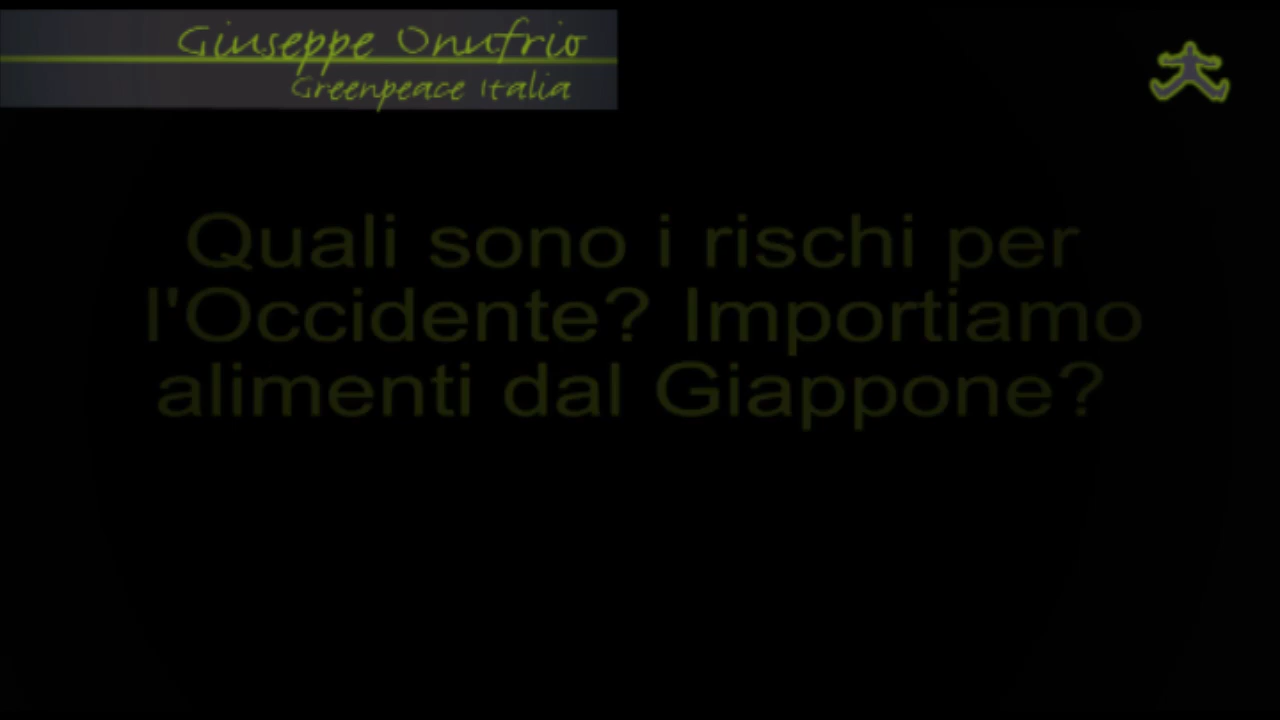 Giuseppe Onufrio
Greenpeace Italia
Quali sono i rischi per
l'Occidente? Importiamo
alimenti dal Giappone?